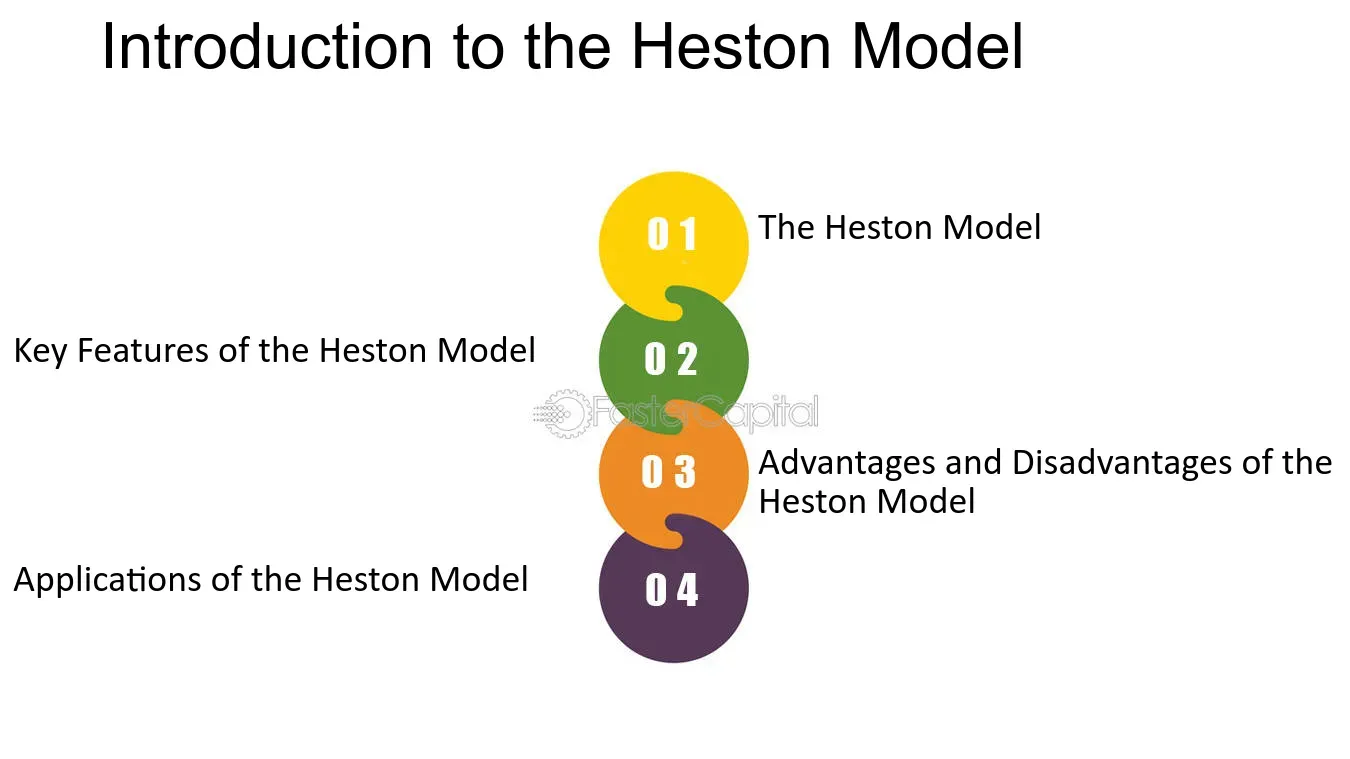 Introduction to the Heston Model
01
The Heston Model
Key Features of the Heston Model
02
FasterCapital
03
Advantages and Disadvantages of the
Heston Model
Applications of the Heston Model
04